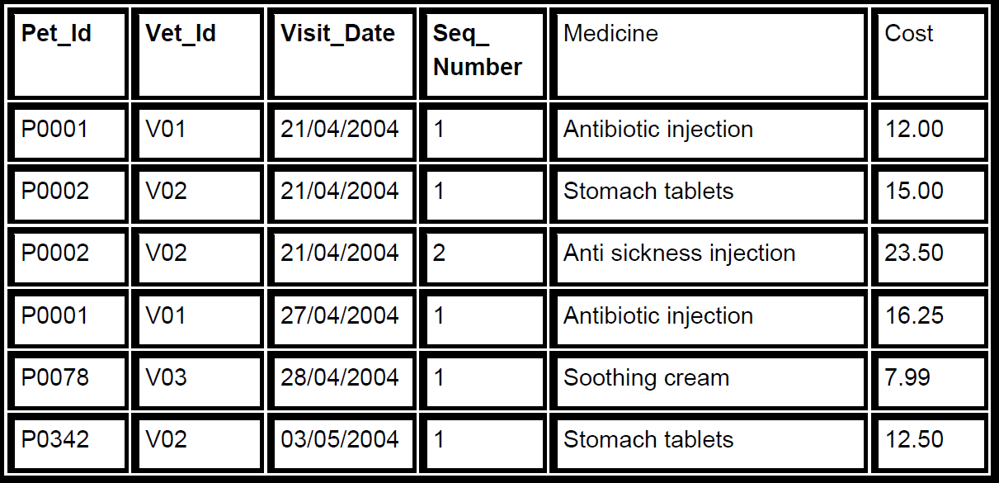 Pet_Id Vet_Id Visit_Date Seq_ Medicine Cost
Number
P0001 V01 21/04/2004 1 Antibiotic injection 12.00
P0002 V02 21/04/2004 1 Stomach tablets 15.00
P0002 V02 21/04/2004 2 Anti sickness injection 23.50
P0001 V01 27/04/2004 1 Antibiotic injection 16.25
P0078 V03 28/04/2004 1 Soothing cream 7.99
P0342 V02 03/05/2004 1 Stomach tablets 12.50